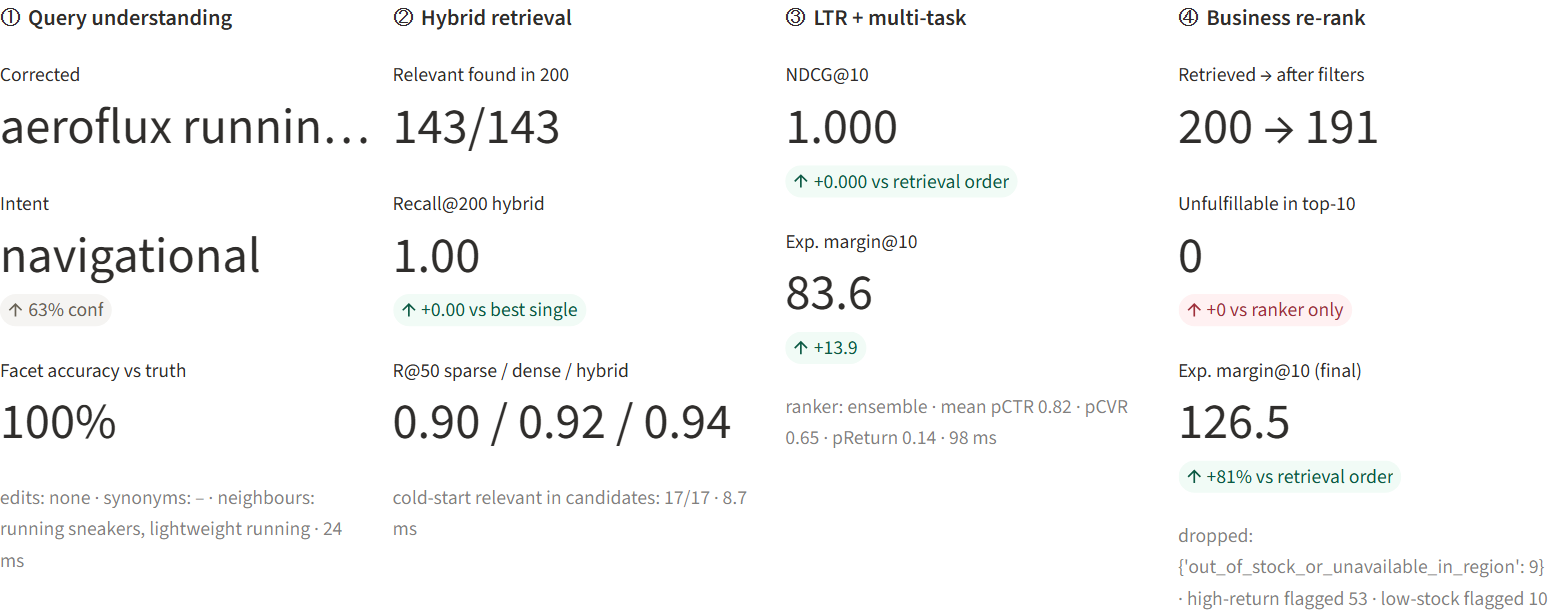 ① Query understanding
Corrected
aeroflux runnin…
Intent
navigational
↑ 63% conf
Facet accuracy vs truth
100%
edits: none · synonyms: – · neighbours:
running sneakers, lightweight running · 24
ms
② Hybrid retrieval
Relevant found in 200
143/143
Recall@200 hybrid
1.00
↑ +0.00 vs best single
R@50 sparse / dense / hybrid
0.90 / 0.92 / 0.94
cold-start relevant in candidates: 17/17 · 8.7
ms
③ LTR + multi-task
NDCG@10
1.000
↑ +0.000 vs retrieval order
Exp. margin@10
83.6
↑ +13.9
ranker: ensemble · mean pCTR 0.82 · pCVR
0.65 · pReturn 0.14 · 98 ms
④ Business re-rank
Retrieved → after filters
200 → 191
Unfulfillable in top-10
0
↑ +0 vs ranker only
Exp. margin@10 (final)
126.5
↑ +81% vs retrieval order
dropped:
{'out_of_stock_or_unavailable_in_region': 9}
· high-return flagged 53 · low-stock flagged 10